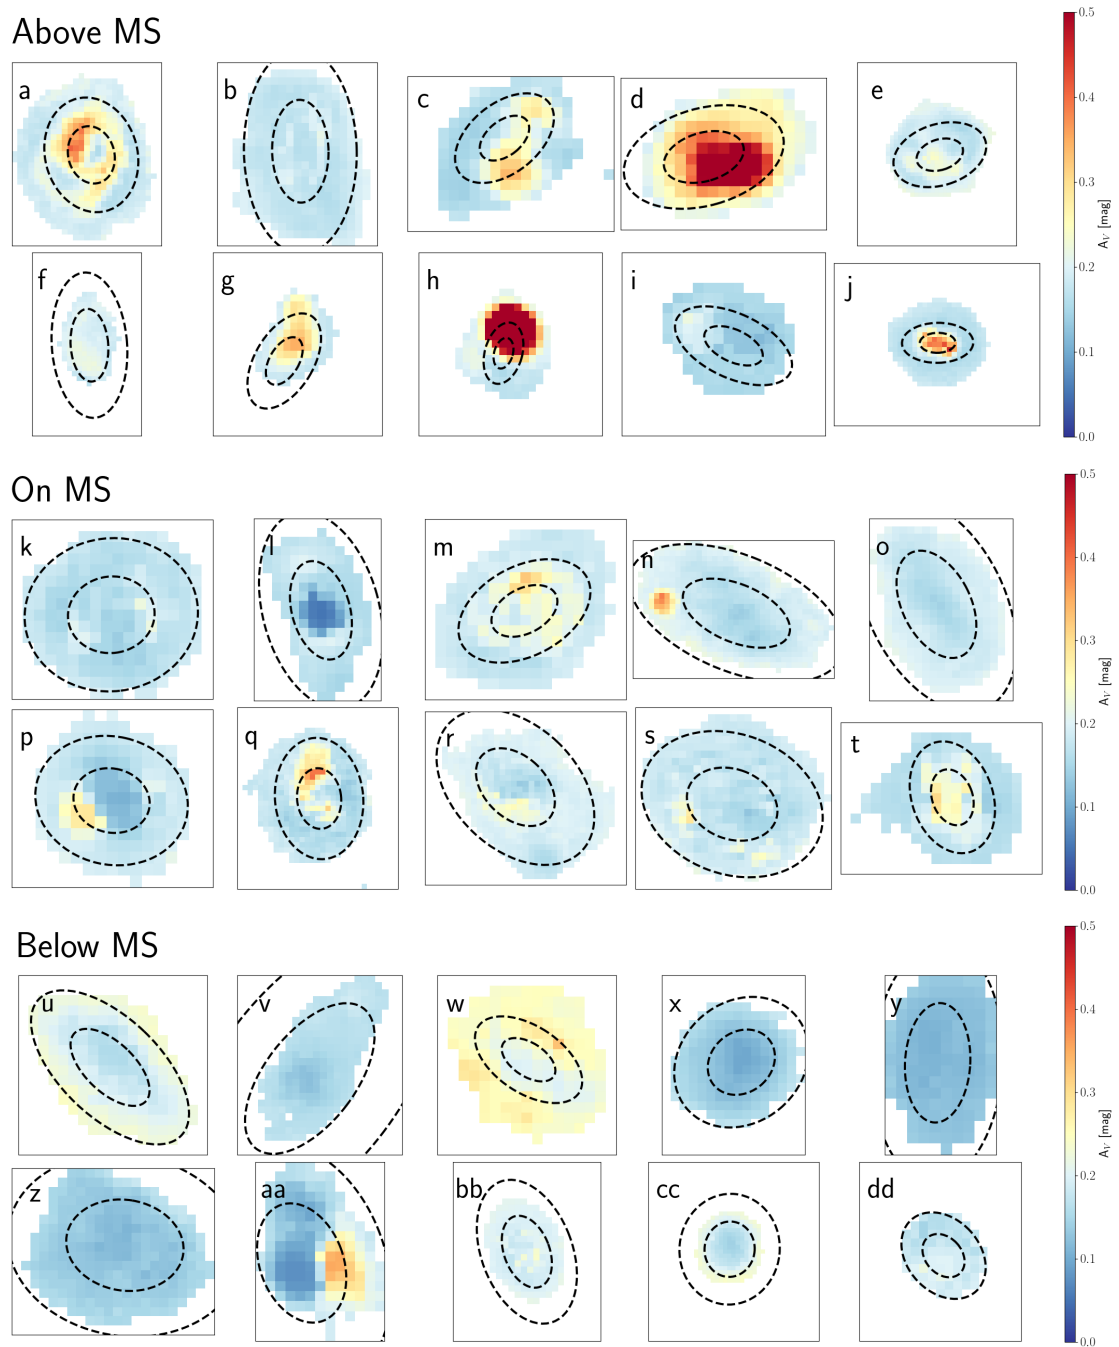 Above MS
a b c d e
f g h i j
0.5
0.4
0.3
0.2
0.1
0.0
A_V [mag]
On MS
k l m n o
p q r s t
0.5
0.4
0.3
0.2
0.1
0.0
A_V [mag]
Below MS
u v w x y
z aa bb cc dd
0.5
0.4
0.3
0.2
0.1
0.0
A_V [mag]